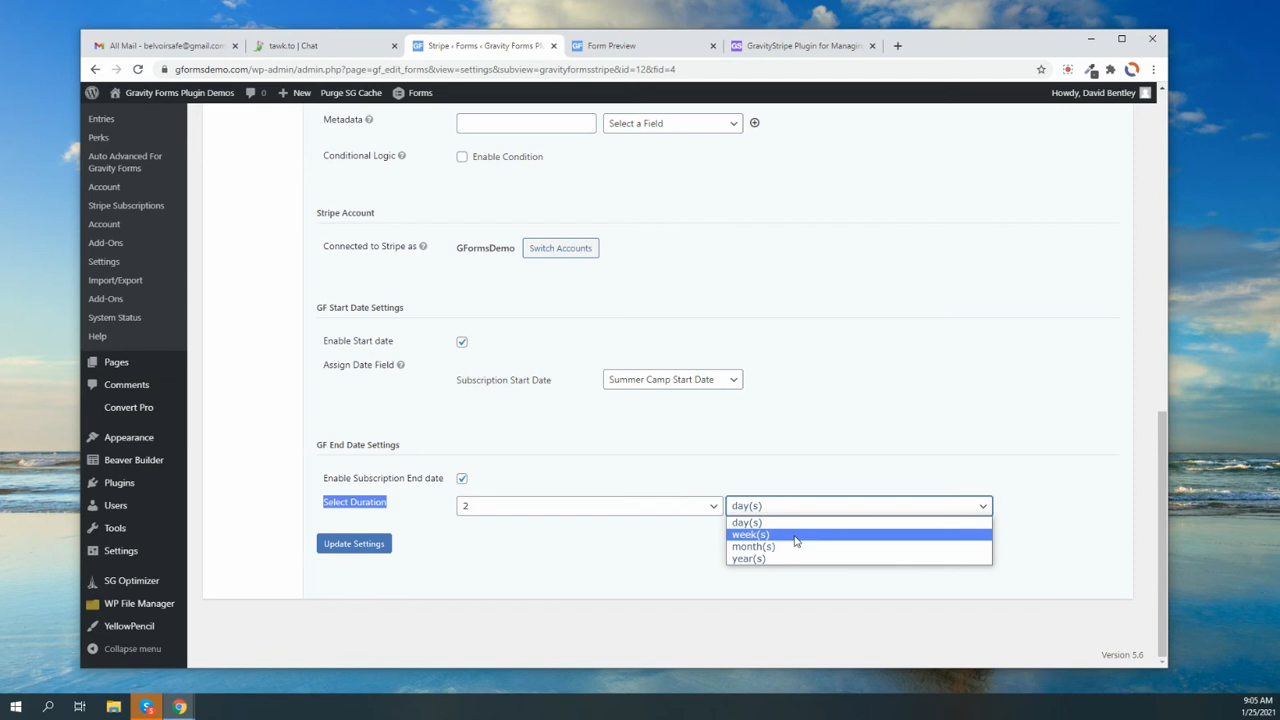 All Mail - belvoirsafe@gmail.com
tawk.to | Chat
Stripe ‹ Forms ‹ Gravity Forms Pl
Form Preview
GravityStripe Plugin for Managin
gformsdemo.com/wp-admin/admin.php?page=gf_edit_forms&view=settings&subview=gravityformsstripe&id=12&fid=4
Gravity Forms Plugin Demos
0
New
Purge SG Cache
Forms
Howdy, David Bentley
Entries
Perks
Auto Advanced For
Gravity Forms
Account
Stripe Subscriptions
Account
Add-Ons
Settings
Import/Export
Add-Ons
System Status
Help
Pages
Comments
Convert Pro
Appearance
Beaver Builder
Plugins
Users
Tools
Settings
SG Optimizer
WP File Manager
YellowPencil
Collapse menu
Metadata
Select a Field
Conditional Logic
Enable Condition
Stripe Account
Connected to Stripe as
GFormsDemo
Switch Accounts
GF Start Date Settings
Enable Start date
Assign Date Field
Subscription Start Date
Summer Camp Start Date
GF End Date Settings
Enable Subscription End date
Select Duration
2
day(s)
day(s)
week(s)
month(s)
year(s)
Update Settings
Version 5.6
9:05 AM
1/25/2021